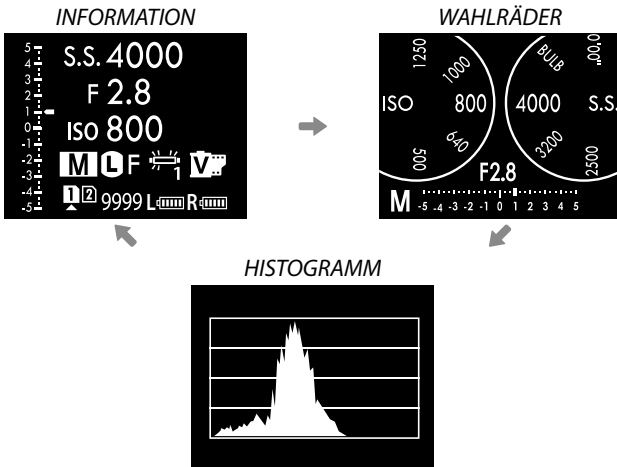 INFORMATION
5
4
3
2
1
0
-1
-2
-3
-4
-5
S.S. 4000
F 2.8
ISO 800
M L F 1 V
1 2 9999 L R
WAHLRÄDER
1250 1000 BULB
ISO 800 4000 S.S.
500 640 3200 2500
F2.8
M -5 -4 -3 -2 -1 0 1 2 3 4 5
HISTOGRAMM